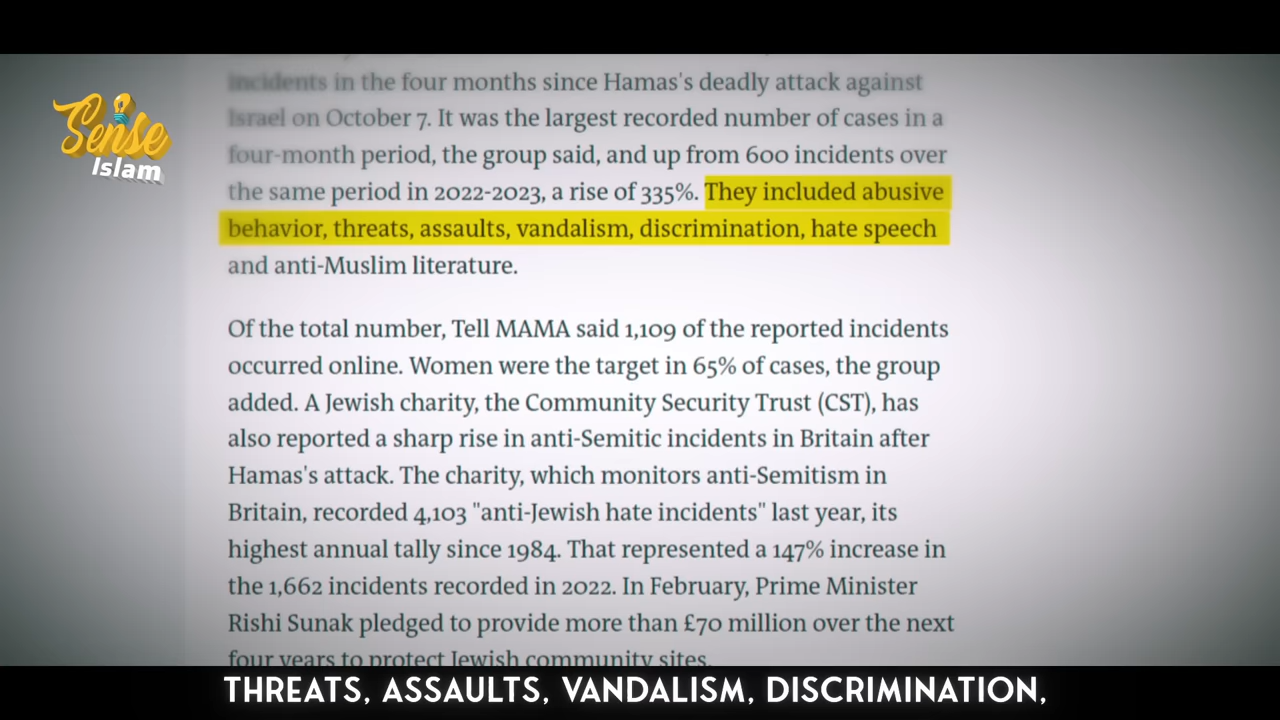 Sense
Islam
incidents in the four months since Hamas's deadly attack against
Israel on October 7. It was the largest recorded number of cases in a
four-month period, the group said, and up from 600 incidents over
the same period in 2022-2023, a rise of 335%. They included abusive
behavior, threats, assaults, vandalism, discrimination, hate speech
and anti-Muslim literature.
Of the total number, Tell MAMA said 1,109 of the reported incidents
occurred online. Women were the target in 65% of cases, the group
added. A Jewish charity, the Community Security Trust (CST), has
also reported a sharp rise in anti-Semitic incidents in Britain after
Hamas's attack. The charity, which monitors anti-Semitism in
Britain, recorded 4,103 "anti-Jewish hate incidents" last year, its
highest annual tally since 1984. That represented a 147% increase in
the 1,662 incidents recorded in 2022. In February, Prime Minister
Rishi Sunak pledged to provide more than £70 million over the next
four years to protect Jewish community sites.
THREATS, ASSAULTS, VANDALISM, DISCRIMINATION,